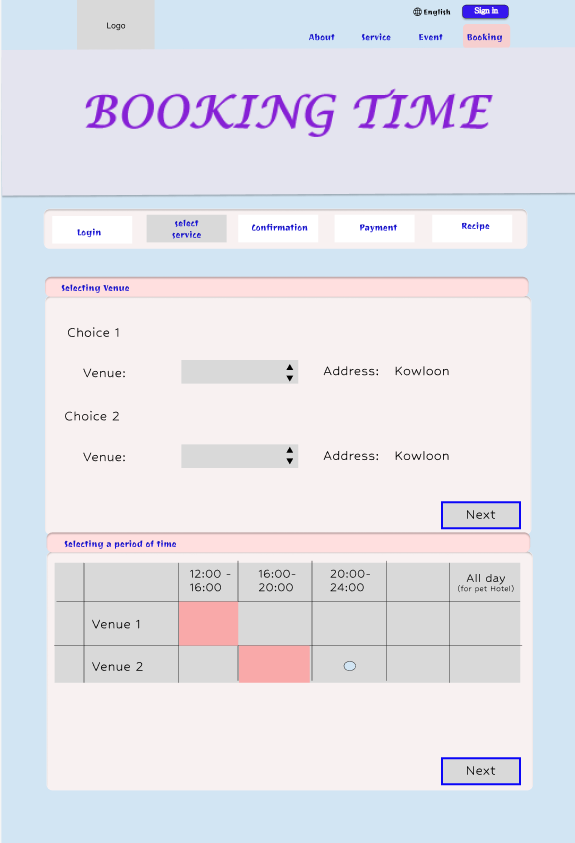 Logo
English
Sign in
About
Service
Event
Booking
BOOKING TIME
Login
select
service
Confirmation
Payment
Recipe
Selecting Venue
Choice 1
Venue:
Address: Kowloon
Choice 2
Venue:
Address: Kowloon
Next
Selecting a period of time
12:00 -
16:00
16:00-
20:00
20:00-
24:00
All day
(for pet Hotel)
Venue 1
Venue 2
Next